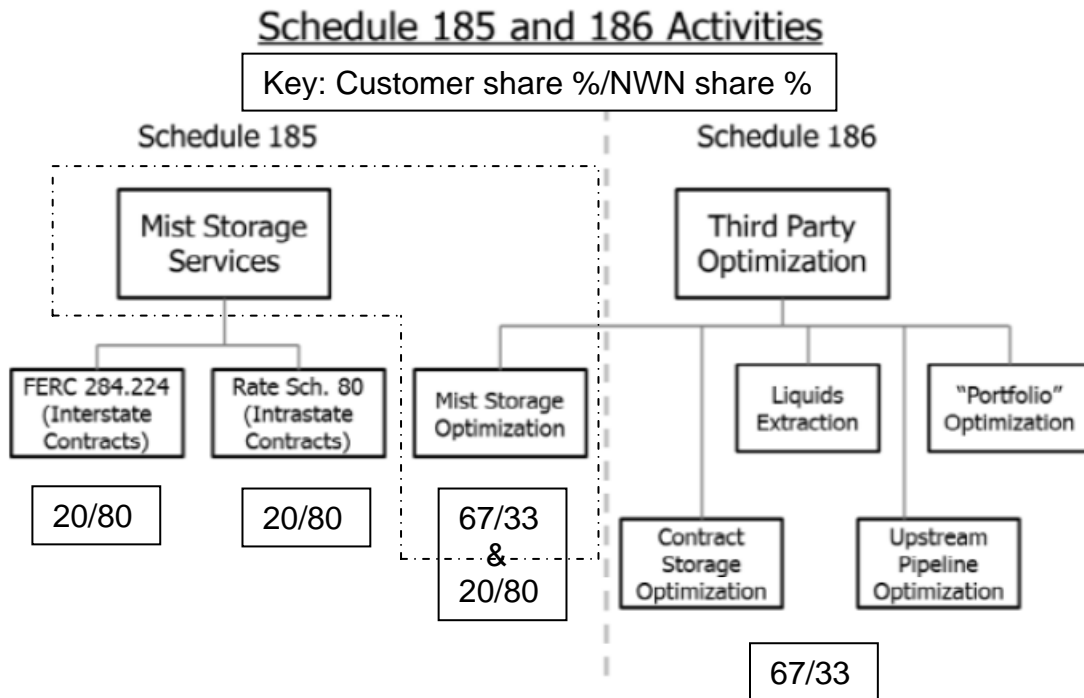 Schedule 185 and 186 Activities
Key: Customer share %/NWN share %
Schedule 185
Schedule 186
Mist Storage
Services
Third Party
Optimization
FERC 284.224
(Interstate
Contracts)
Rate Sch. 80
(Intrastate
Contracts)
Mist Storage
Optimization
Liquids
Extraction
“Portfolio”
Optimization
20/80
20/80
67/33
&
20/80
Contract
Storage
Optimization
Upstream
Pipeline
Optimization
67/33